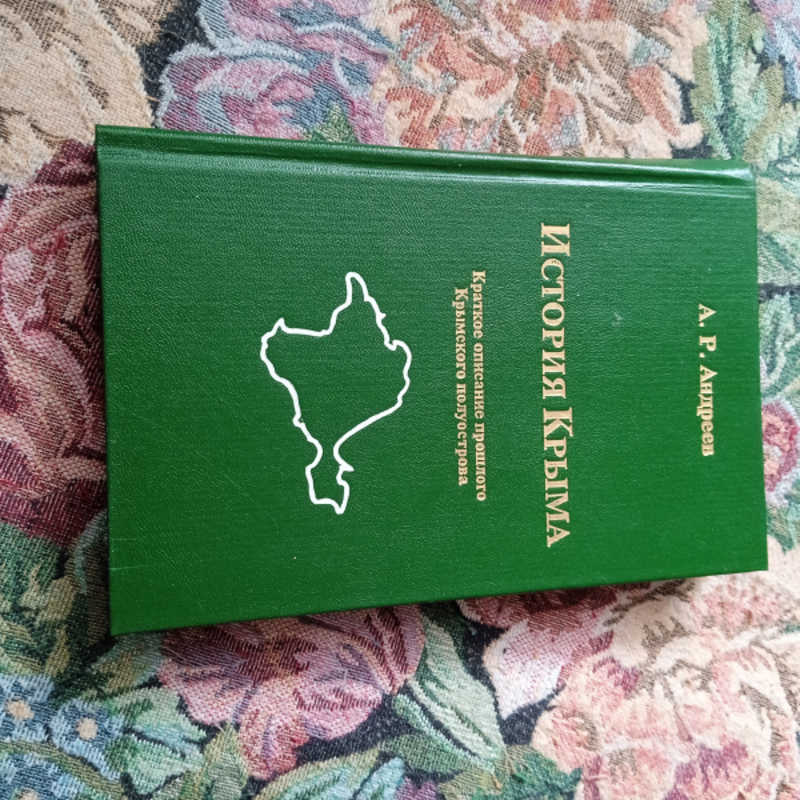 А. Р. Андреев
История Крыма
Краткое описание прошлого
Крымского полуострова